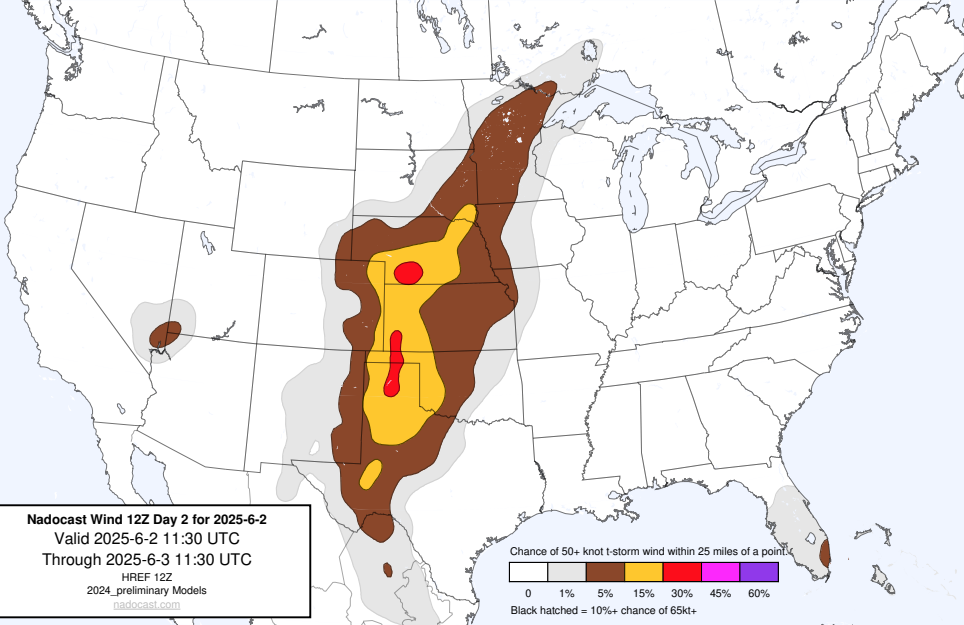 Nadocast Wind 12Z Day 2 for 2025-6-2
Valid 2025-6-2 11:30 UTC
Through 2025-6-3 11:30 UTC
HREF 12Z
2024_preliminary Models
nadocast.com
Chance of 50+ knot t-storm wind within 25 miles of a point.
0 1% 5% 15% 30% 45% 60%
Black hatched = 10%+ chance of 65kt+